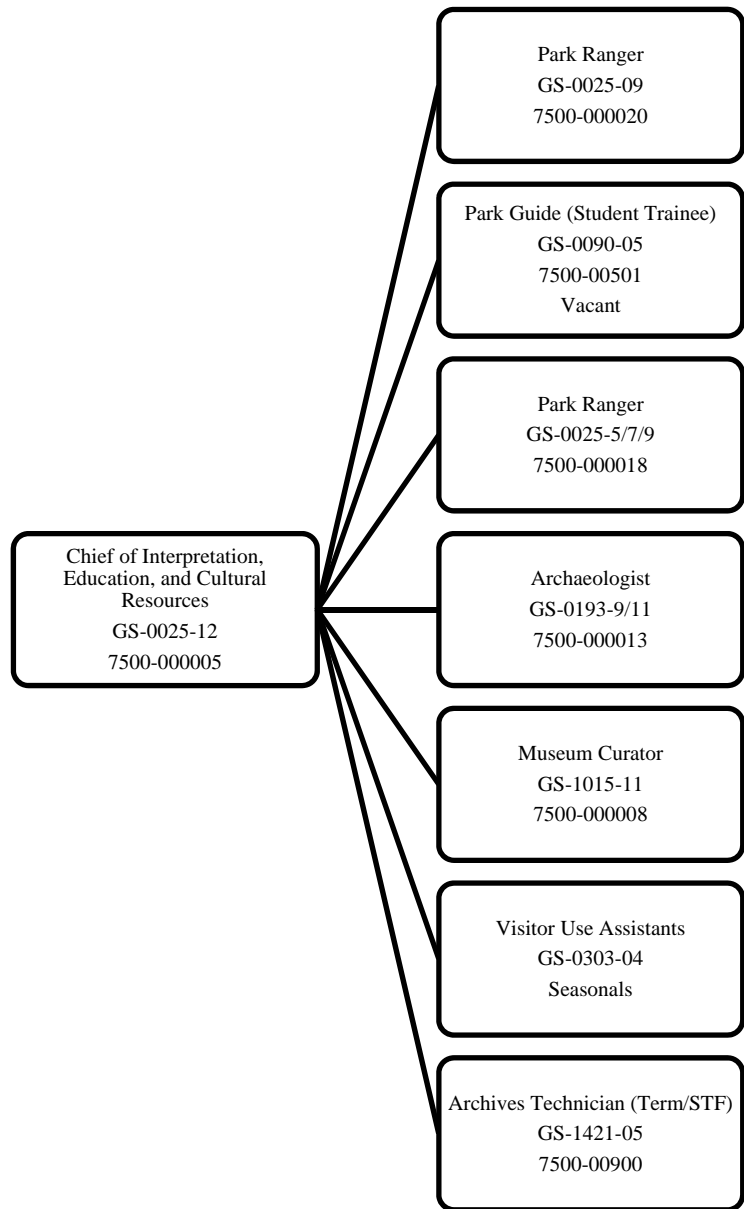 Park Ranger
GS-0025-09
7500-000020
Park Guide (Student Trainee)
GS-0090-05
7500-00501
Vacant
Park Ranger
GS-0025-5/7/9
7500-000018
Chief of Interpretation,
Education, and Cultural
Resources
GS-0025-12
7500-000005
Archaeologist
GS-0193-9/11
7500-000013
Museum Curator
GS-1015-11
7500-000008
Visitor Use Assistants
GS-0303-04
Seasonals
Archives Technician (Term/STF)
GS-1421-05
7500-00900